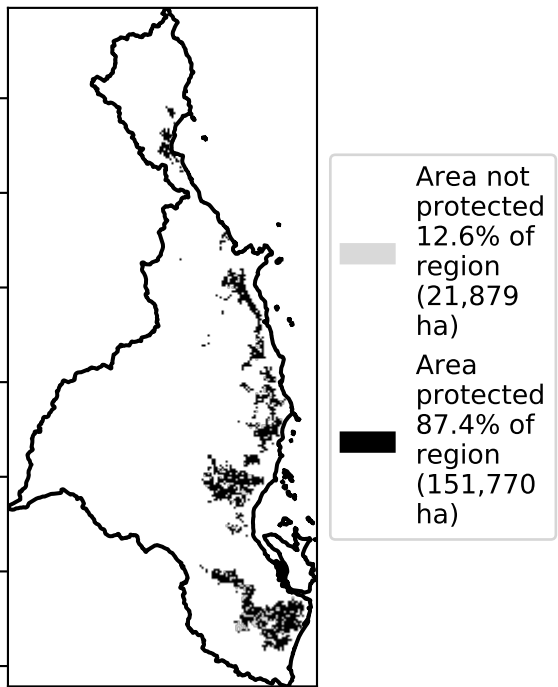 Area not
protected
12.6% of
region
(21,879
ha)
Area
protected
87.4% of
region
(151,770
ha)